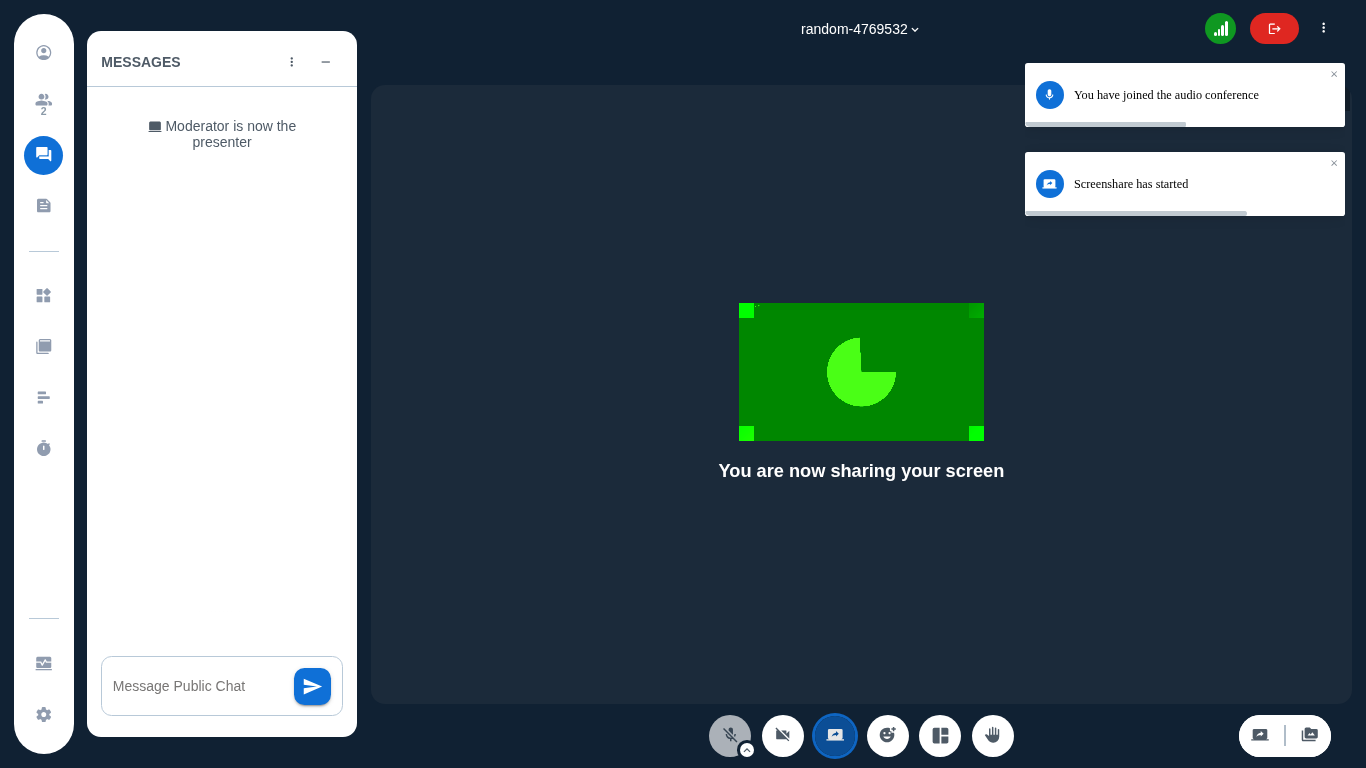 random-4769532
MESSAGES
2
Moderator is now the
presenter
You have joined the audio conference
Screenshare has started
You are now sharing your screen
Message Public Chat